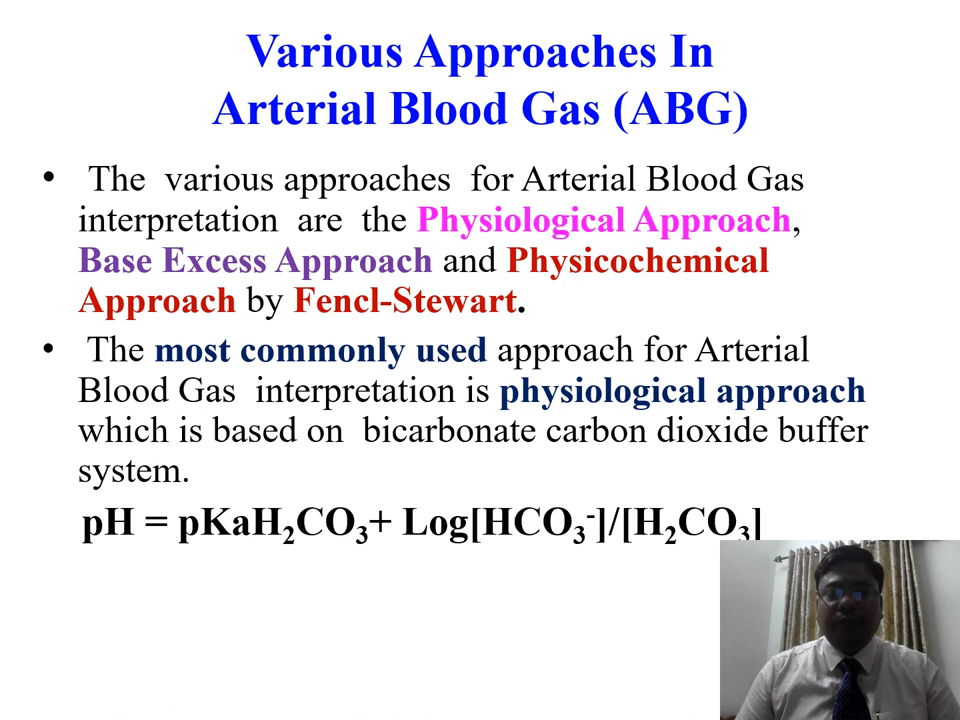 Various Approaches In
Arterial Blood Gas (ABG)
• The various approaches for Arterial Blood Gas
interpretation are the Physiological Approach,
Base Excess Approach and Physicochemical
Approach by Fencl-Stewart.
• The most commonly used approach for Arterial
Blood Gas interpretation is physiological approach
which is based on bicarbonate carbon dioxide buffer
system.
pH = pKaH₂CO₃+ Log[HCO₃⁻]/[H₂CO₃]